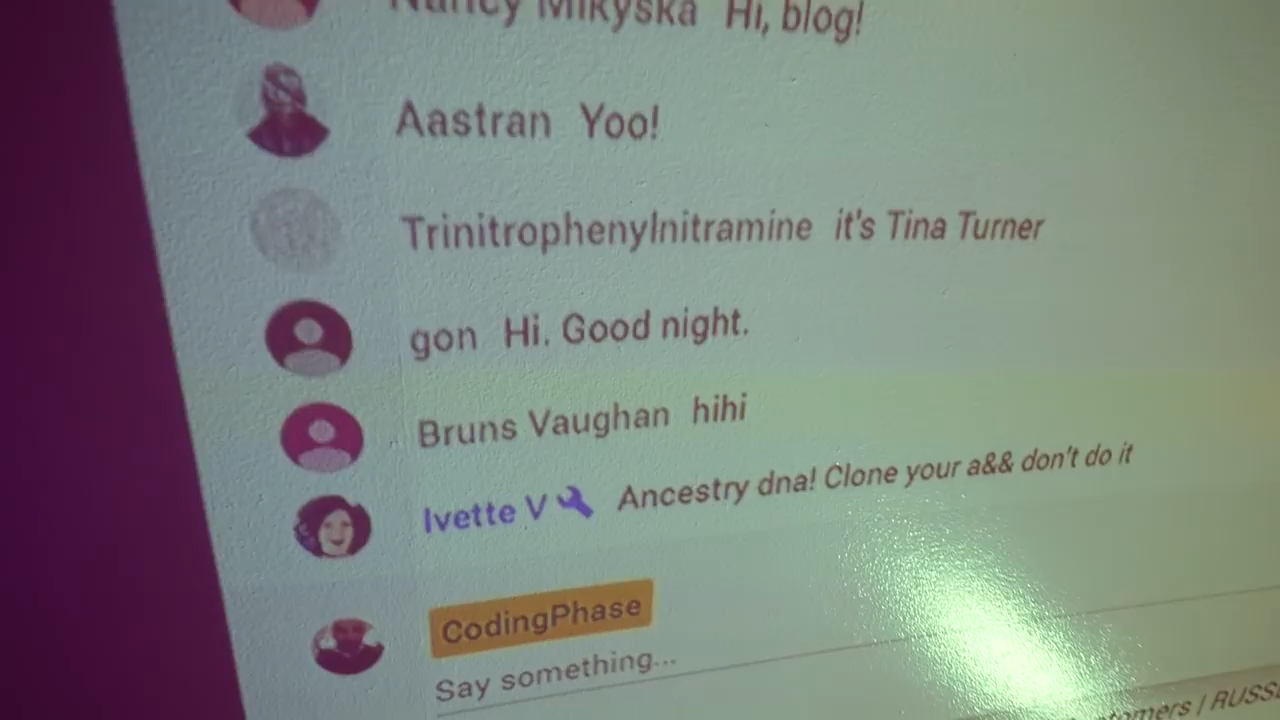 Nancy Mikyska Hi, blog!
Aastran Yoo!
Trinitrophenylnitramine it's Tina Turner
gon Hi. Good night.
Bruns Vaughan hihi
Ivette V Ancestry dna! Clone your a&& don't do it
CodingPhase
Say something...